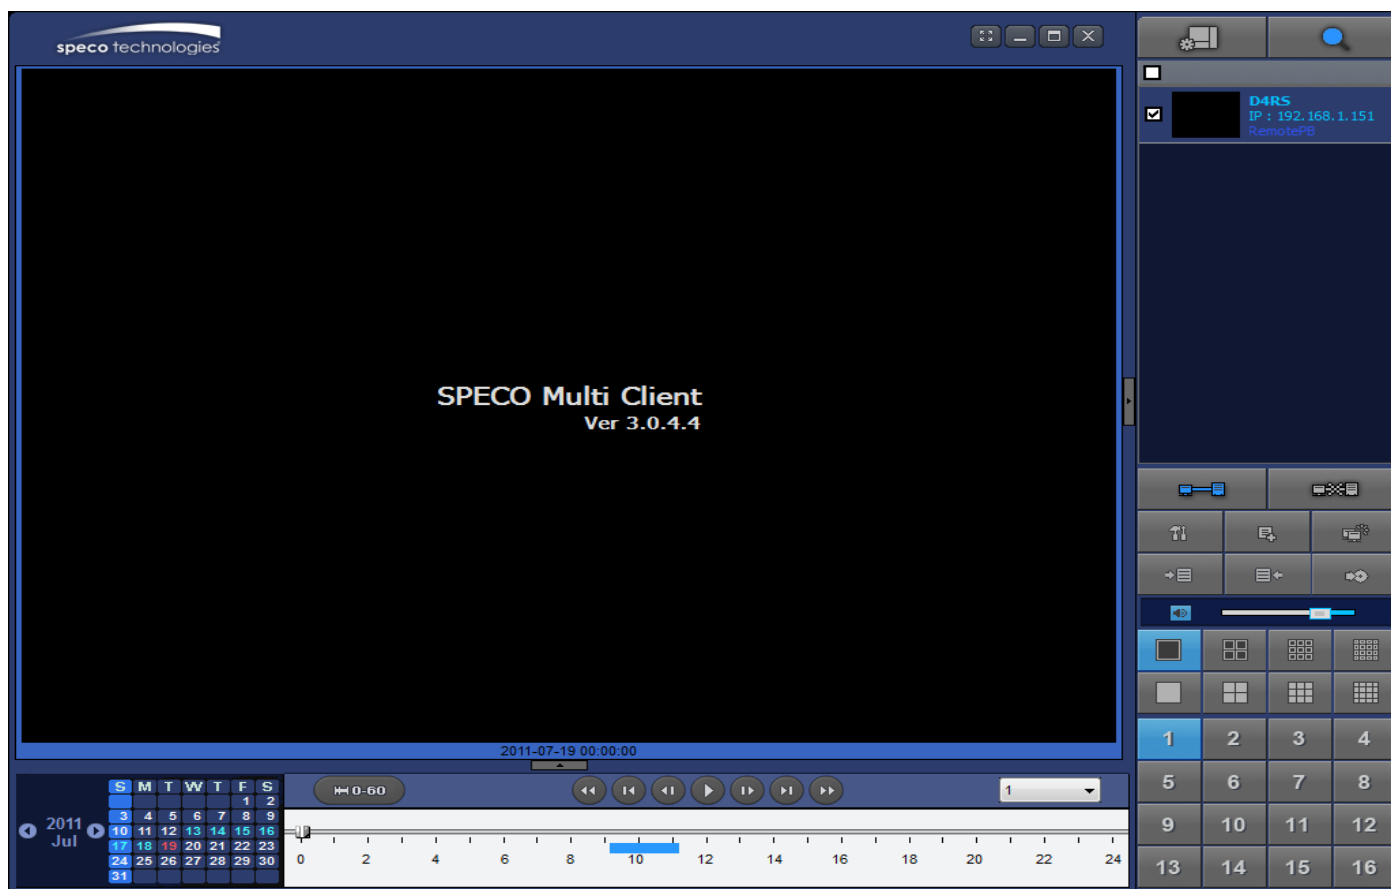 speco technologies
D4RS
IP : 192.168.1.151
RemotePB
SPECO Multi Client
Ver 3.0.4.4
2011-07-19 00:00:00
2011
Jul
S M T W T F S
1 2
3 4 5 6 7 8 9
10 11 12 13 14 15 16
17 18 19 20 21 22 23
24 25 26 27 28 29 30
31
0-60
1
0 2 4 6 8 10 12 14 16 18 20 22 24
1 2 3 4
5 6 7 8
9 10 11 12
13 14 15 16